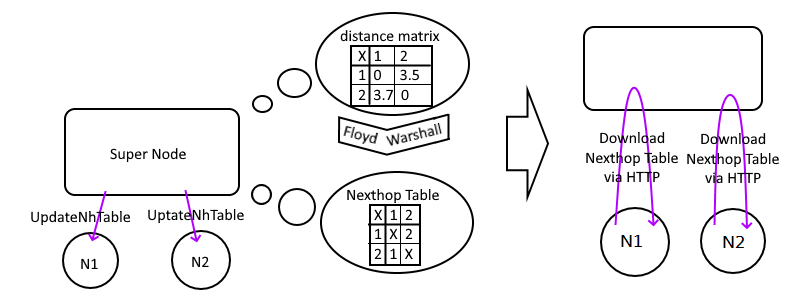 distance matrix
X 1 2
1 0 3.5
2 3.7 0
Floyd Warshall
Super Node
UpdateNhTable
UptateNhTable
N1
N2
Nexthop Table
X 1 2
1 X 2
2 1 X
Download
Nexthop Table
via HTTP
Download
Nexthop Table
via HTTP
N1
N2